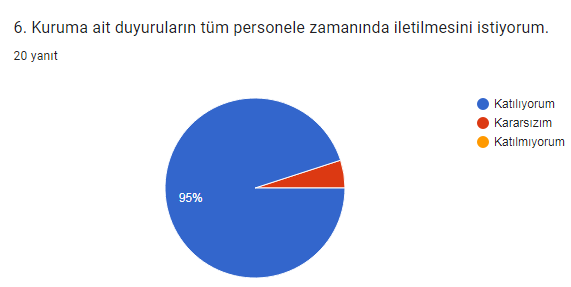 6. Kuruma ait duyuruların tüm personele zamanında iletilmesini istiyorum.
20 yanıt
Katılıyorum
Kararsızım
Katılmıyorum
95%